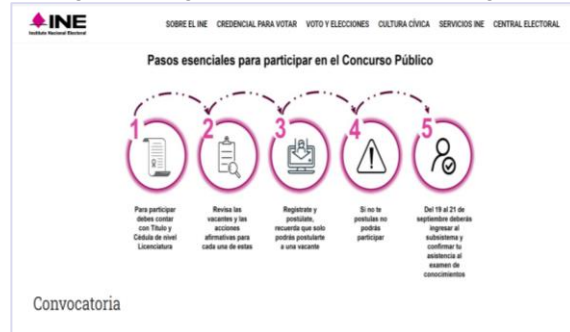 INE
Instituto Nacional Electoral
SOBRE EL INE CREDENCIAL PARA VOTAR VOTO Y ELECCIONES CULTURA CÍVICA SERVICIOS INE CENTRAL ELECTORAL
Pasos esenciales para participar en el Concurso Público
1
Para participar
debes contar
con Título y
Cédula de nivel
Licenciatura
2
Revisa las
vacantes y las
acciones
afirmativas para
cada una de estas
3
Regístrate y
postúlate,
recuerda que solo
podrás postularte
a una vacante
4
Si no te
postulas no
podrás
participar
5
Del 19 al 21 de
septiembre deberás
ingresar al
subsistema y
confirmar tu
asistencia al
examen de
conocimientos
Convocatoria